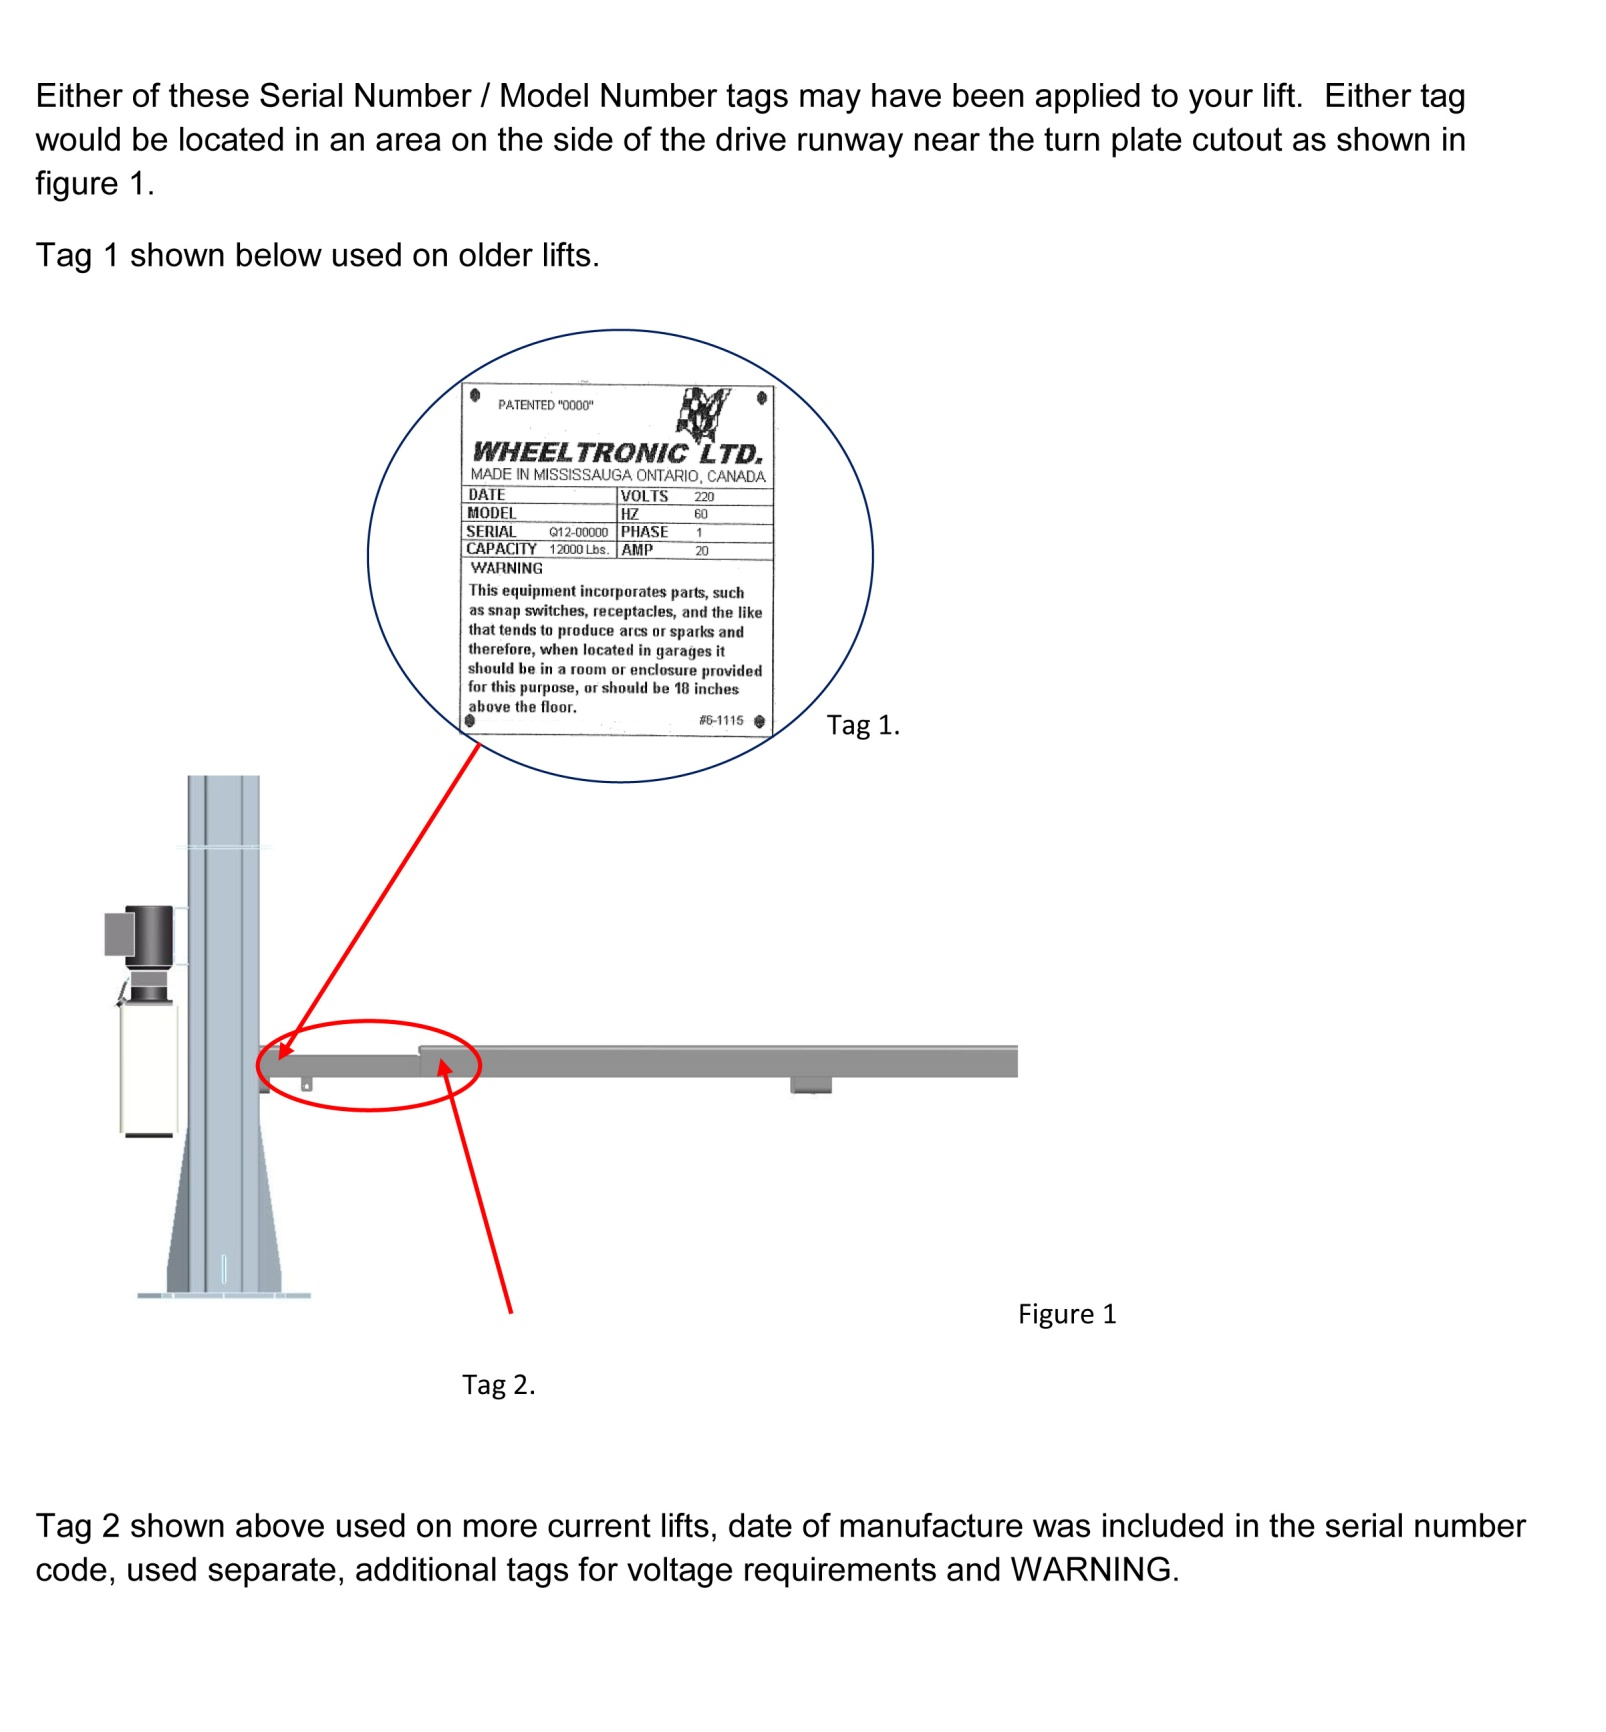 Either of these Serial Number / Model Number tags may have been applied to your lift.  Either tag
would be located in an area on the side of the drive runway near the turn plate cutout as shown in
figure 1.
Tag 1 shown below used on older lifts.
PATENTED "0000"
WHEELTRONIC LTD.
MADE IN MISSISSAUGA ONTARIO, CANADA
DATE VOLTS 220
MODEL HZ 60
SERIAL Q12-00000 PHASE 1
CAPACITY 12000 Lbs. AMP 20
WARNING
This equipment incorporates parts, such
as snap switches, receptacles, and the like
that tends to produce arcs or sparks and
therefore, when located in garages it
should be in a room or enclosure provided
for this purpose, or should be 18 inches
above the floor.
#6-1115
Tag 1.
Figure 1
Tag 2.
Tag 2 shown above used on more current lifts, date of manufacture was included in the serial number
code, used separate, additional tags for voltage requirements and WARNING.